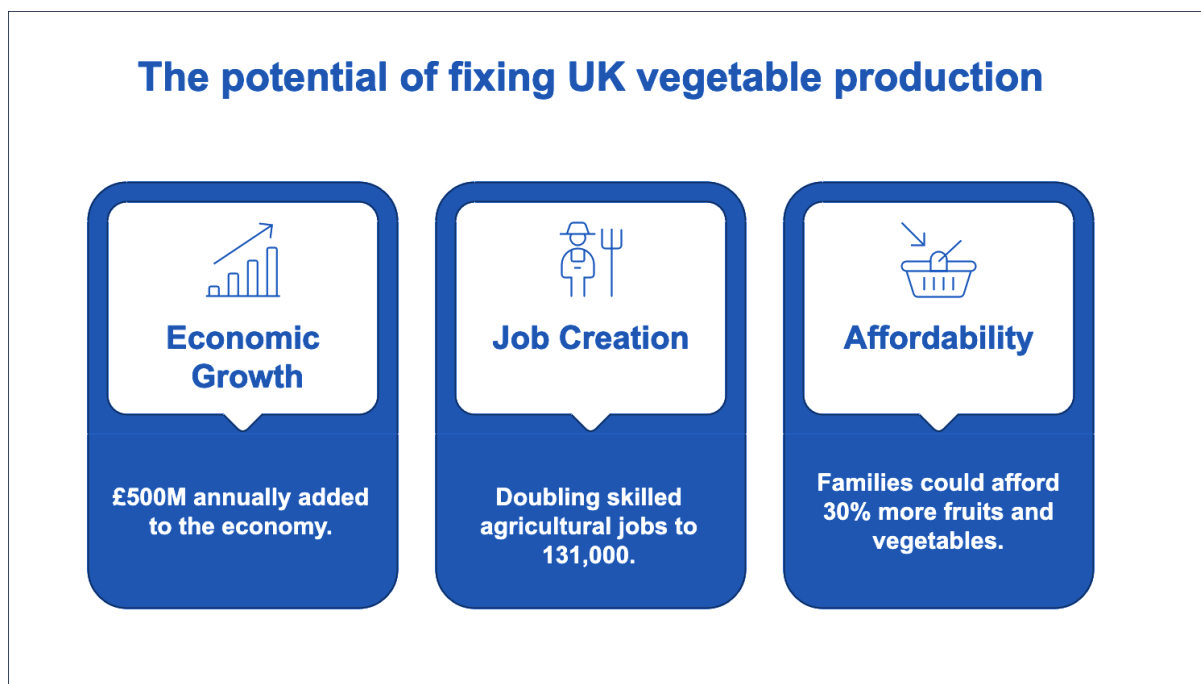 The potential of fixing UK vegetable production
Economic
Growth
£500M annually added
to the economy.
Job Creation
Doubling skilled
agricultural jobs to
131,000.
Affordability
Families could afford
30% more fruits and
vegetables.